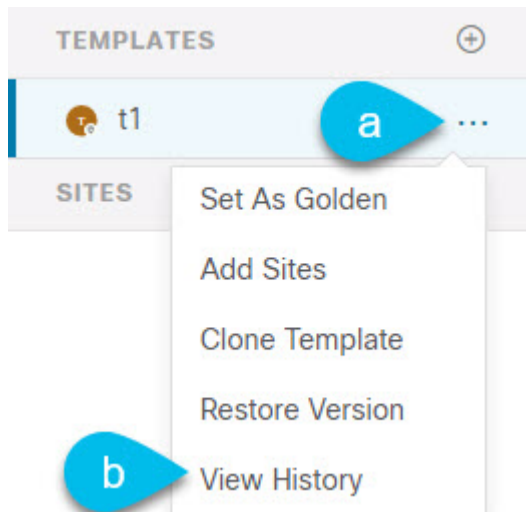 TEMPLATES
t1
a
...
SITES
Set As Golden
Add Sites
Clone Template
Restore Version
b
View History